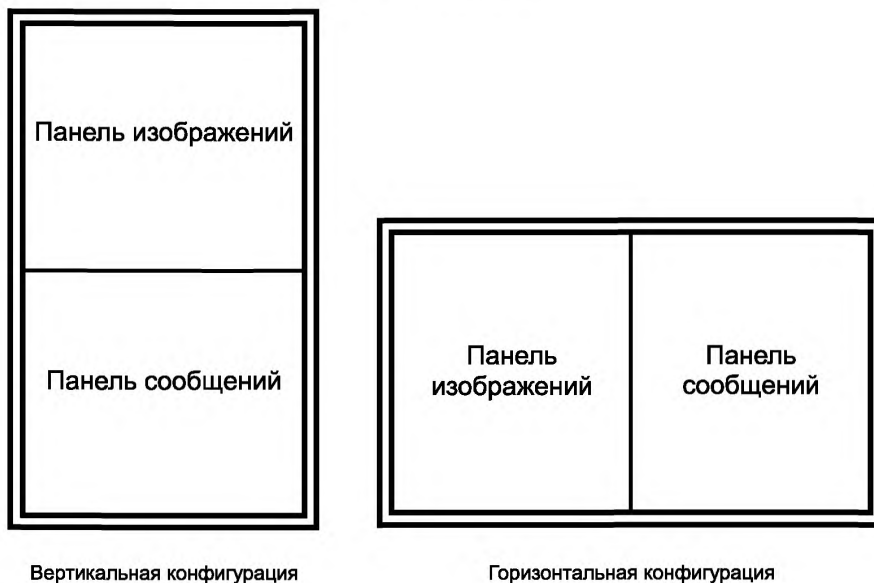 Панель изображений
Панель сообщений
Вертикальная конфигурация
Панель
изображений
Панель
сообщений
Горизонтальная конфигурация